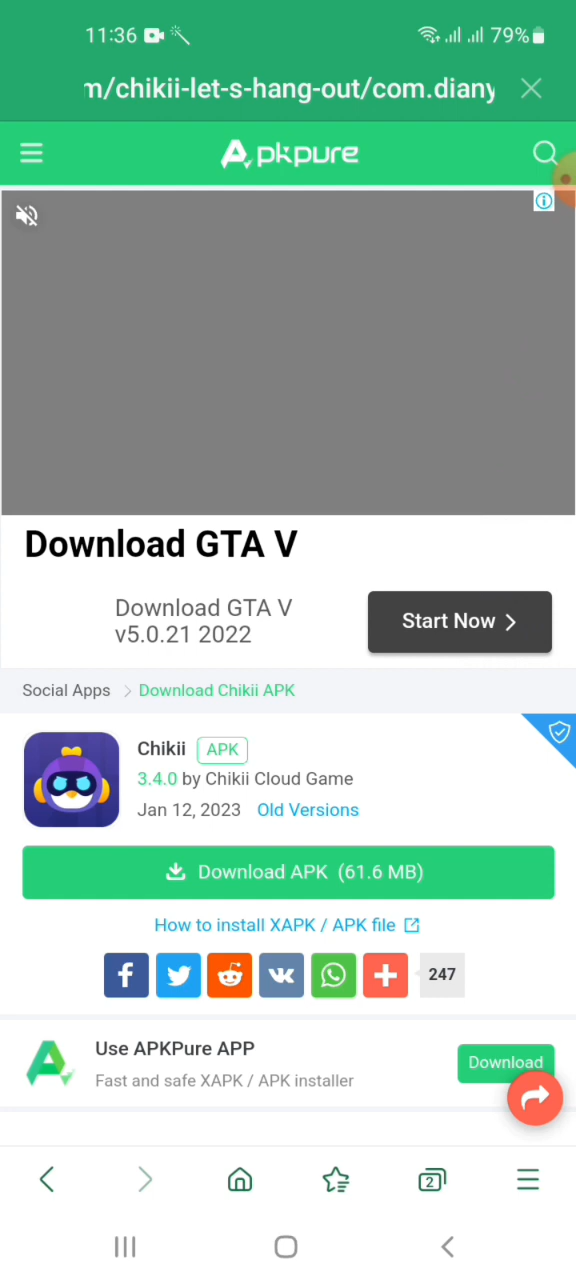 11:36
79%
m/chikii-let-s-hang-out/com.diany
Apkpure
Download GTA V
Download GTA V
v5.0.21 2022
Start Now
Social Apps
Download Chikii APK
Chikii APK
3.4.0 by Chikii Cloud Game
Jan 12, 2023 Old Versions
Download APK (61.6 MB)
How to install XAPK / APK file
247
Use APKPure APP
Fast and safe XAPK / APK installer
Download
2